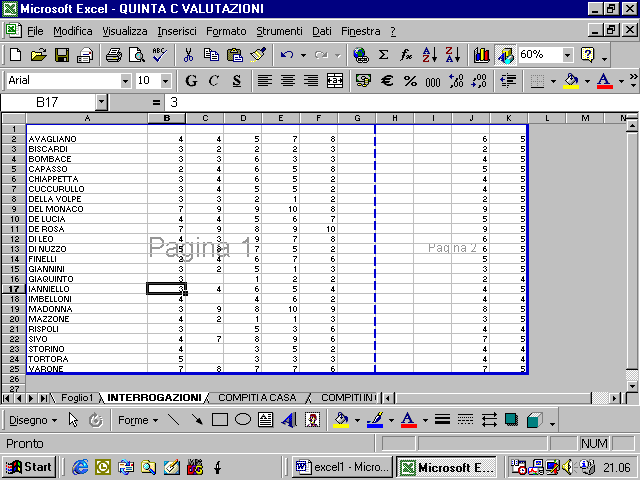 Microsoft Excel - QUINTA C VALUTAZIONI
File Modifica Visualizza Inserisci Formato Strumenti Dati Finestra ?
60%
Arial 10 G C S € % 000
B17 = 3
A B C D E F G H I J K L M N
1
2 AVAGLIANO 4 4 5 7 8 6 5
3 BISCARDI 3 2 2 2 3 2 5
4 BOMBACE 3 3 6 3 3 4 5
5 CAPASSO 2 4 6 5 8 5 5
6 CHIAPPETTA 3 4 6 5 2 4 5
7 CUCCURULLO 3 4 5 5 2 4 5
8 DELLA VOLPE 3 3 2 1 2 2 5
9 DEL MONACO 7 9 9 10 8 9 5
10 DE LUCIA 4 4 5 6 7 5 5
11 DE ROSA 7 9 8 9 10 9 5
12 DI LEO 4 3 9 7 8 6 5
13 DI NUZZO 5 8 7 5 2 6 5
Pagina 1 Pagina 2
14 FINELLI 4 6 7 6 5 5
15 GIANNINI 3 2 5 1 3 3 5
16 GIAQUINTO 3 1 2 2 2 4
17 IANNIELLO 3 4 6 5 4 4 5
18 IMBELLONI 4 4 6 2 4 4
19 MADONNA 3 9 8 10 9 8 5
20 MAZZONE 4 2 1 1 3 3 5
21 RISPOLI 3 5 3 6 4 4
22 SIVO 4 7 8 9 6 7 5
23 STORINO 4 3 5 2 4 4
24 TORTORA 5 3 3 3 4 4
25 VARONE 7 8 7 7 6 7 5
26
27
Foglio1 INTERROGAZIONI COMPITI A CASA COMPITI IN
Disegno Forme
Pronto NUM
Start excel1 - Micro... Microsoft E... 21.06